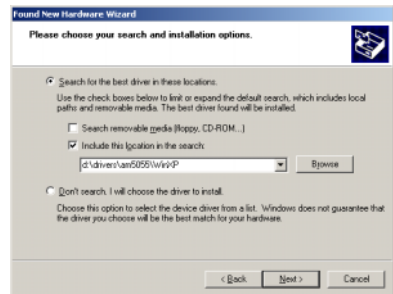 Found New Hardware Wizard
Please choose your search and installation options.
Search for the best driver in these locations.
Use the check boxes below to limit or expand the default search, which includes local
paths and removable media. The best driver found will be installed.
Search removable media (floppy, CD-ROM...)
Include this location in the search:
d:\drivers\am5055\WinXP
Browse
Don't search. I will choose the driver to install.
Choose this option to select the device driver from a list. Windows does not guarantee that
the driver you choose will be the best match for your hardware.
< Back
Next >
Cancel